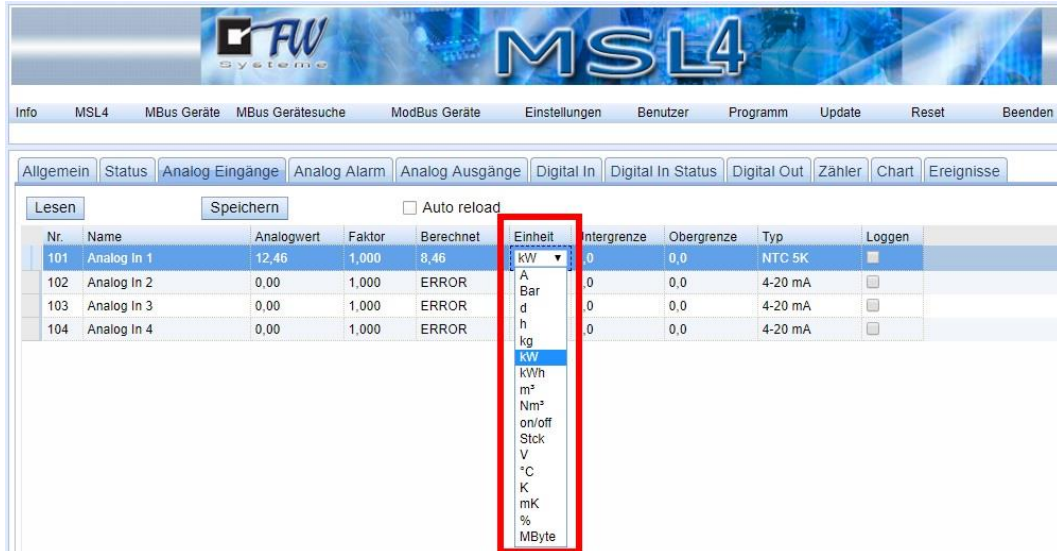 FW
Systeme
MSL4
Info MSL4 MBus Geräte MBus Gerätesuche ModBus Geräte Einstellungen Benutzer Programm Update Reset Beenden
Allgemein Status Analog Eingänge Analog Alarm Analog Ausgänge Digital In Digital In Status Digital Out Zähler Chart Ereignisse
Lesen Speichern Auto reload
Nr. Name Analogwert Faktor Berechnet Einheit Untergrenze Obergrenze Typ Loggen
101 Analog In 1 12,46 1,000 8,46 kW ,0 0,0 NTC 5K
102 Analog In 2 0,00 1,000 ERROR ,0 0,0 4-20 mA
103 Analog In 3 0,00 1,000 ERROR ,0 0,0 4-20 mA
104 Analog In 4 0,00 1,000 ERROR ,0 0,0 4-20 mA
A
Bar
d
h
kg
kW
kWh
m³
Nm³
on/off
Stck
V
°C
K
mK
%
MByte